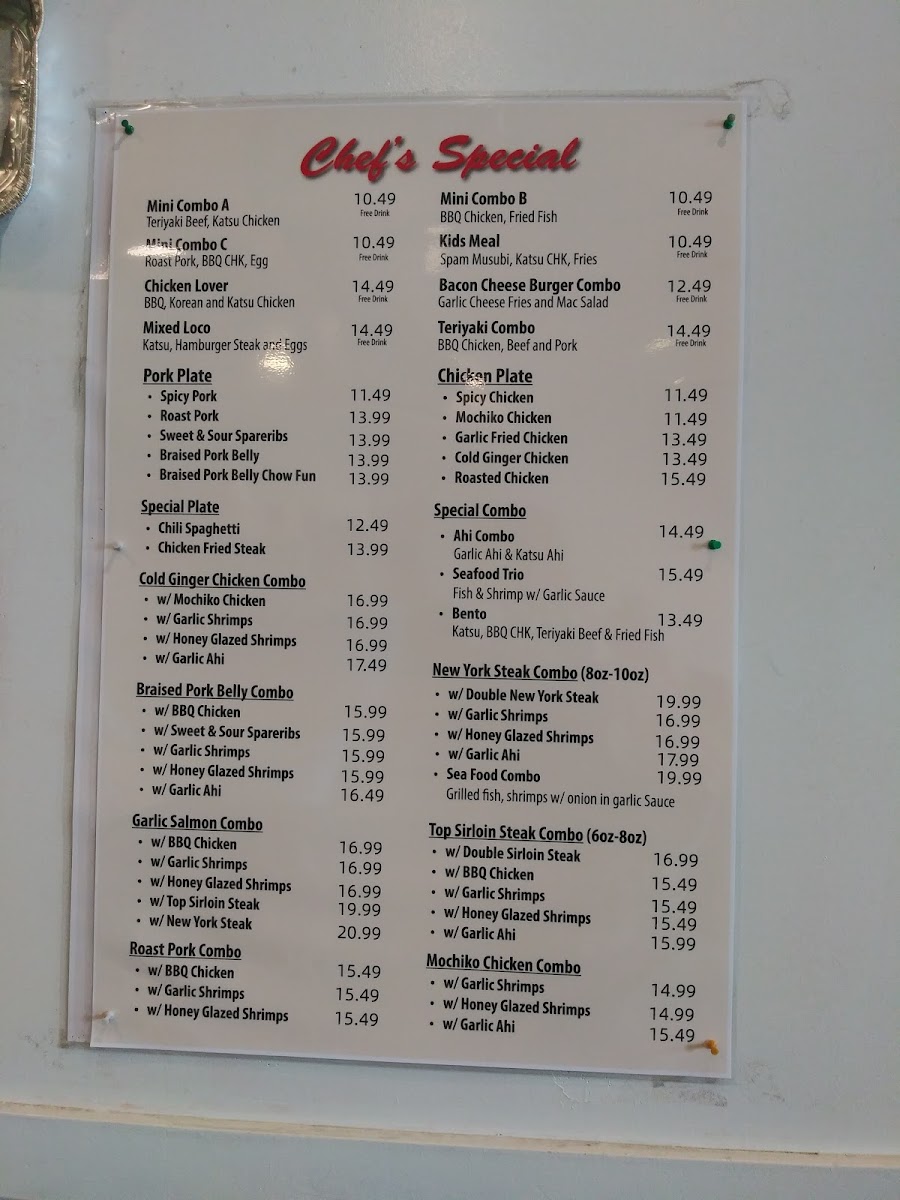 Chef's Special
Mini Combo A 10.49
Teriyaki Beef, Katsu Chicken Free Drink
Mini Combo C 10.49
Roast Pork, BBQ CHK, Egg Free Drink
Chicken Lover 14.49
BBQ, Korean and Katsu Chicken Free Drink
Mixed Loco 14.49
Katsu, Hamburger Steak and Eggs Free Drink
Pork Plate
• Spicy Pork 11.49
• Roast Pork 13.99
• Sweet & Sour Spareribs 13.99
• Braised Pork Belly 13.99
• Braised Pork Belly Chow Fun 13.99
Special Plate
• Chili Spaghetti 12.49
• Chicken Fried Steak 13.99
Cold Ginger Chicken Combo
• w/ Mochiko Chicken 16.99
• w/ Garlic Shrimps 16.99
• w/ Honey Glazed Shrimps 16.99
• w/ Garlic Ahi 17.49
Braised Pork Belly Combo
• w/ BBQ Chicken 15.99
• w/ Sweet & Sour Spareribs 15.99
• w/ Garlic Shrimps 15.99
• w/ Honey Glazed Shrimps 15.99
• w/ Garlic Ahi 16.49
Garlic Salmon Combo
• w/ BBQ Chicken 16.99
• w/ Garlic Shrimps 16.99
• w/ Honey Glazed Shrimps 16.99
• w/ Top Sirloin Steak 19.99
• w/ New York Steak 20.99
Roast Pork Combo
• w/ BBQ Chicken 15.49
• w/ Garlic Shrimps 15.49
• w/ Honey Glazed Shrimps 15.49
Mini Combo B 10.49
BBQ Chicken, Fried Fish Free Drink
Kids Meal 10.49
Spam Musubi, Katsu CHK, Fries Free Drink
Bacon Cheese Burger Combo 12.49
Garlic Cheese Fries and Mac Salad Free Drink
Teriyaki Combo 14.49
BBQ Chicken, Beef and Pork Free Drink
Chicken Plate
• Spicy Chicken 11.49
• Mochiko Chicken 11.49
• Garlic Fried Chicken 13.49
• Cold Ginger Chicken 13.49
• Roasted Chicken 15.49
Special Combo
• Ahi Combo 14.49
Garlic Ahi & Katsu Ahi
• Seafood Trio 15.49
Fish & Shrimp w/ Garlic Sauce
• Bento 13.49
Katsu, BBQ CHK, Teriyaki Beef & Fried Fish
New York Steak Combo (8oz-10oz)
• w/ Double New York Steak 19.99
• w/ Garlic Shrimps 16.99
• w/ Honey Glazed Shrimps 16.99
• w/ Garlic Ahi 17.99
• Sea Food Combo 19.99
Grilled fish, shrimps w/ onion in garlic Sauce
Top Sirloin Steak Combo (6oz-8oz)
• w/ Double Sirloin Steak 16.99
• w/ BBQ Chicken 15.49
• w/ Garlic Shrimps 15.49
• w/ Honey Glazed Shrimps 15.49
• w/ Garlic Ahi 15.99
Mochiko Chicken Combo
• w/ Garlic Shrimps 14.99
• w/ Honey Glazed Shrimps 14.99
• w/ Garlic Ahi 15.49